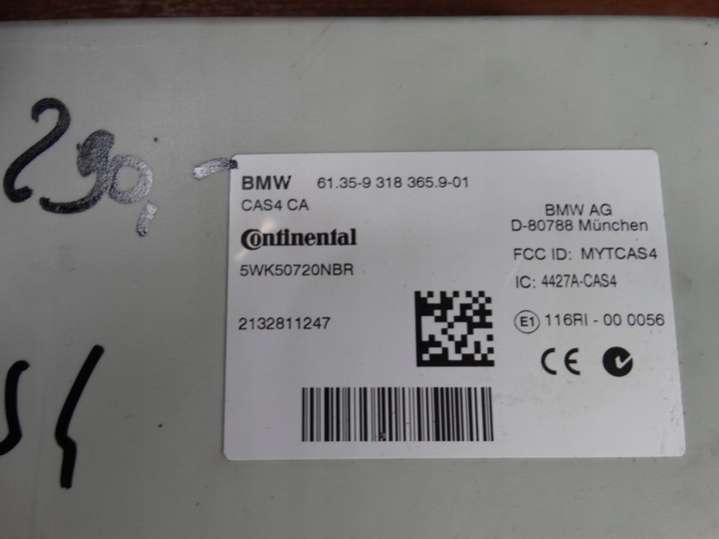 290,-
BMW 61.35-9 318 365.9-01
CAS4 CA
Continental
5WK50720NBR
2132811247
BMW AG
D-80788 München
FCC ID: MYTCAS4
IC: 4427A-CAS4
E1 116RI - 00 0056
CE